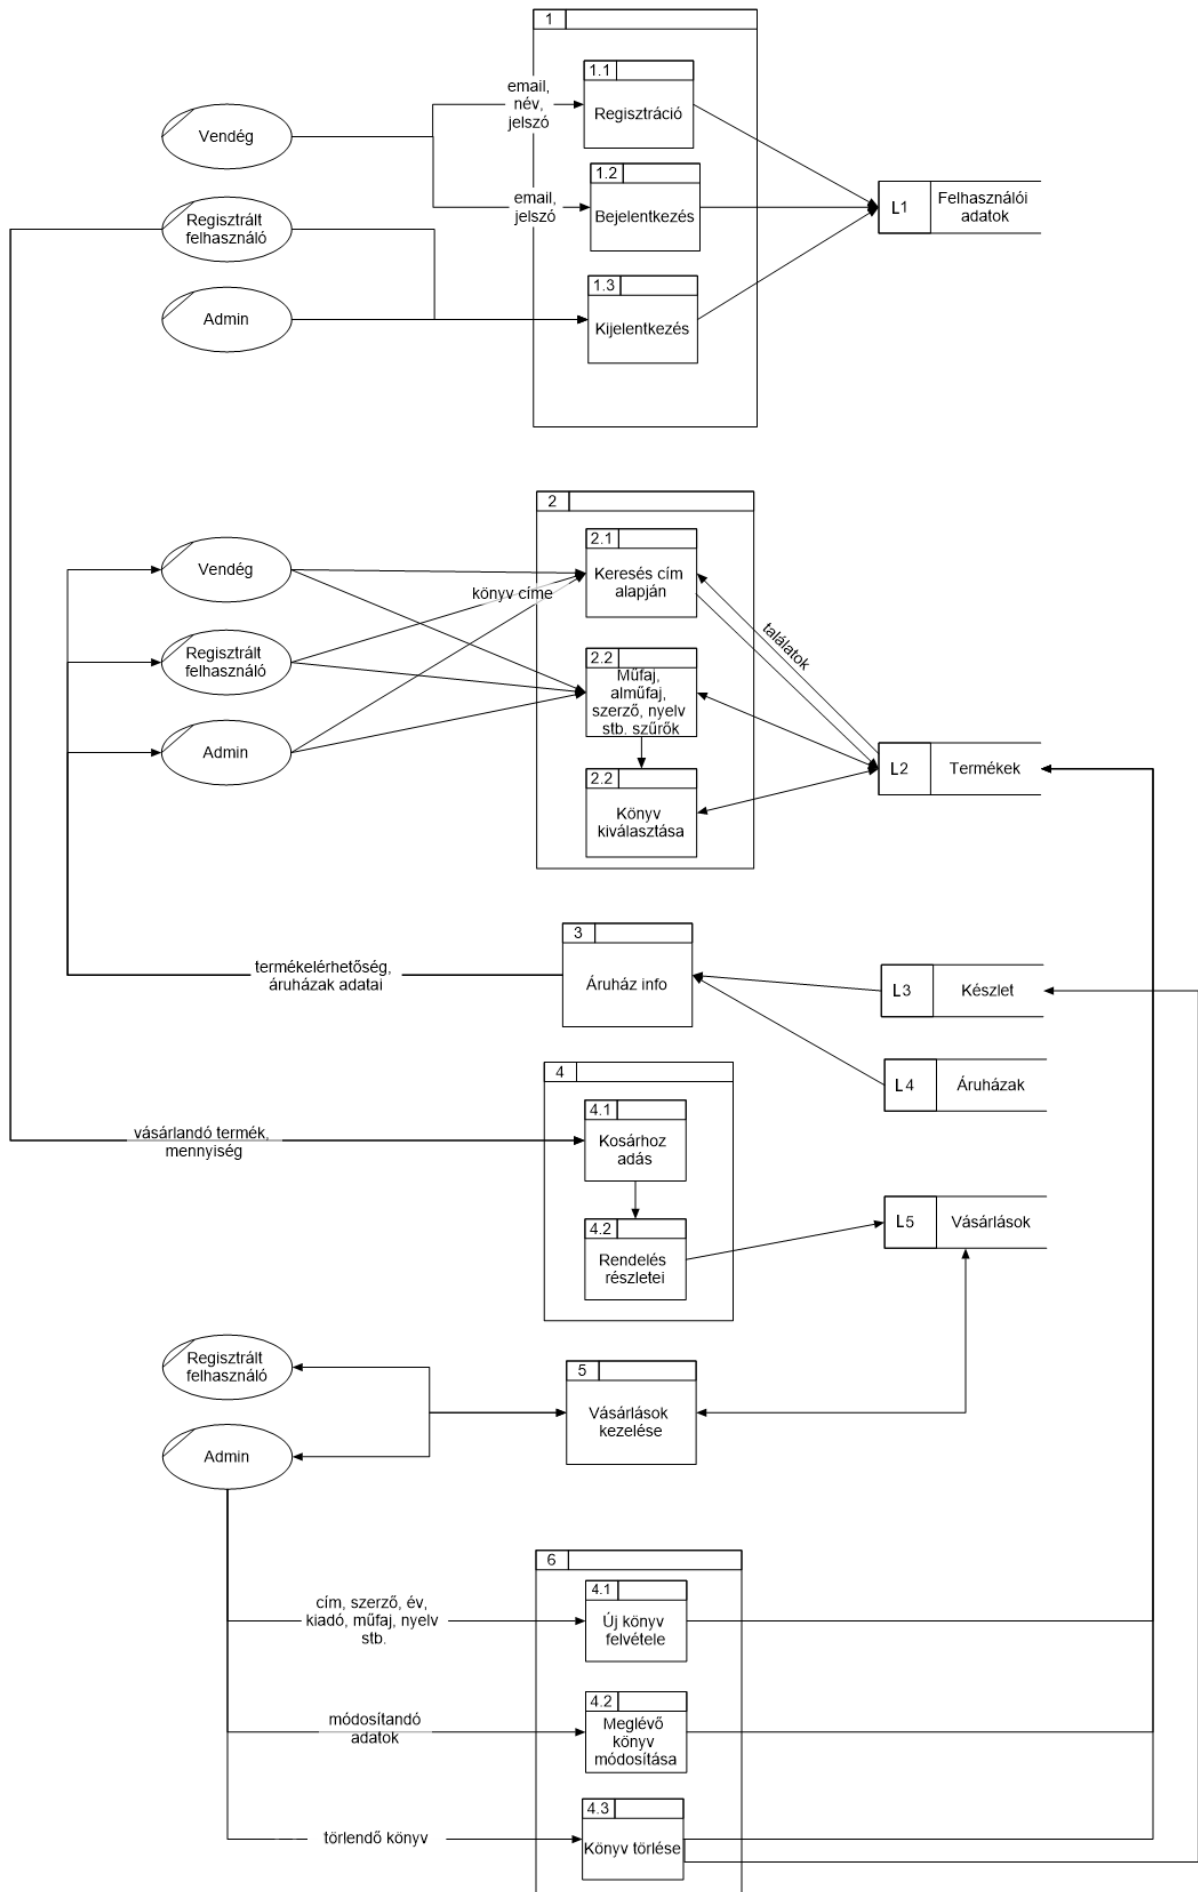 1
1.1
Regisztráció
email,
név,
jelszó
Vendég
1.2
Bejelentkezés
email,
jelszó
L1
Felhasználói
adatok
Regisztrált
felhasználó
1.3
Kijelentkezés
Admin
2
2.1
Keresés cím
alapján
Vendég
könyv címe
találatok
Regisztrált
felhasználó
2.2
Műfaj,
alműfaj,
szerző, nyelv
stb. szűrők
Admin
L2
Termékek
2.2
Könyv
kiválasztása
3
Áruház info
termékelérhetőség,
áruházak adatai
L3
Készlet
L4
Áruházak
4
4.1
Kosárhoz
adás
vásárlandó termék,
mennyiség
4.2
Rendelés
részletei
L5
Vásárlások
Regisztrált
felhasználó
5
Vásárlások
kezelése
Admin
6
4.1
Új könyv
felvétele
cím, szerző, év,
kiadó, műfaj, nyelv
stb.
4.2
Meglévő
könyv
módosítása
módosítandó
adatok
4.3
Könyv törlése
törlendő könyv